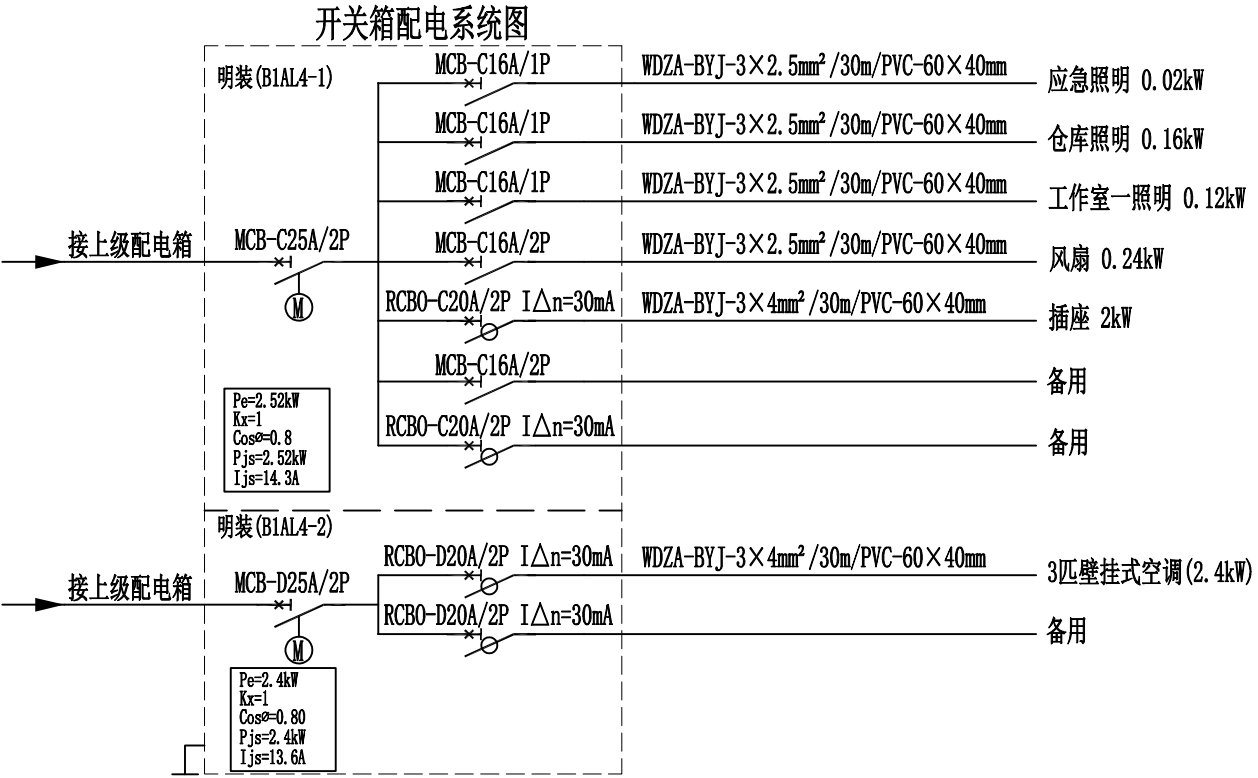 开关箱配电系统图
明装(B1AL4-1)
MCB-C16A/1P WDZA-BYJ-3×2.5mm²/30m/PVC-60×40mm 应急照明 0.02kW
MCB-C16A/1P WDZA-BYJ-3×2.5mm²/30m/PVC-60×40mm 仓库照明 0.16kW
MCB-C16A/1P WDZA-BYJ-3×2.5mm²/30m/PVC-60×40mm 工作室一照明 0.12kW
接上级配电箱 MCB-C25A/2P MCB-C16A/2P WDZA-BYJ-3×2.5mm²/30m/PVC-60×40mm 风扇 0.24kW
M
RCBO-C20A/2P I△n=30mA WDZA-BYJ-3×4mm²/30m/PVC-60×40mm 插座 2kW
MCB-C16A/2P 备用
RCBO-C20A/2P I△n=30mA 备用
Pe=2.52kW
Kx=1
Cosø=0.8
Pjs=2.52kW
Ijs=14.3A
明装(B1AL4-2)
RCBO-D20A/2P I△n=30mA WDZA-BYJ-3×4mm²/30m/PVC-60×40mm 3匹壁挂式空调(2.4kW)
接上级配电箱 MCB-D25A/2P
RCBO-D20A/2P I△n=30mA 备用
M
Pe=2.4kW
Kx=1
Cosø=0.80
Pjs=2.4kW
Ijs=13.6A